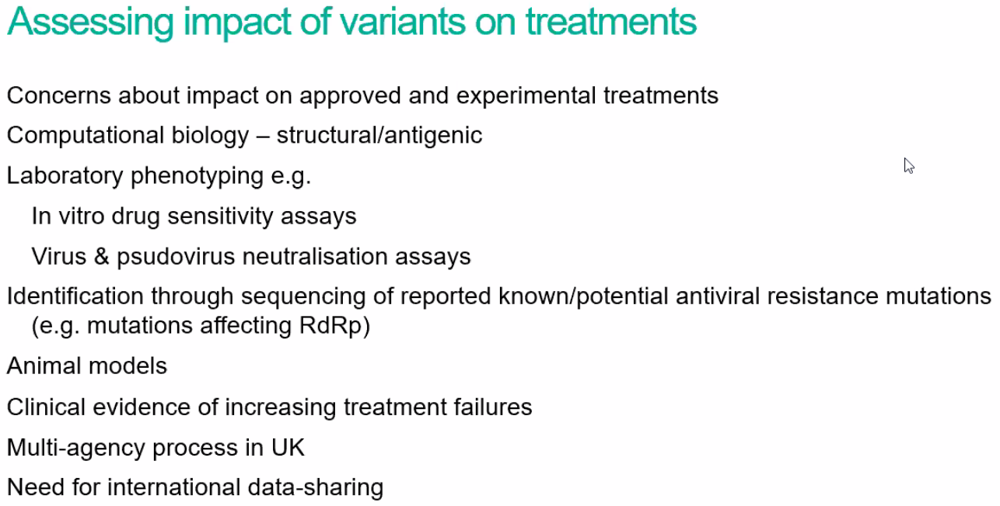 Assessing impact of variants on treatments
Concerns about impact on approved and experimental treatments
Computational biology – structural/antigenic
Laboratory phenotyping e.g.
In vitro drug sensitivity assays
Virus & psudovirus neutralisation assays
Identification through sequencing of reported known/potential antiviral resistance mutations
(e.g. mutations affecting RdRp)
Animal models
Clinical evidence of increasing treatment failures
Multi-agency process in UK
Need for international data-sharing